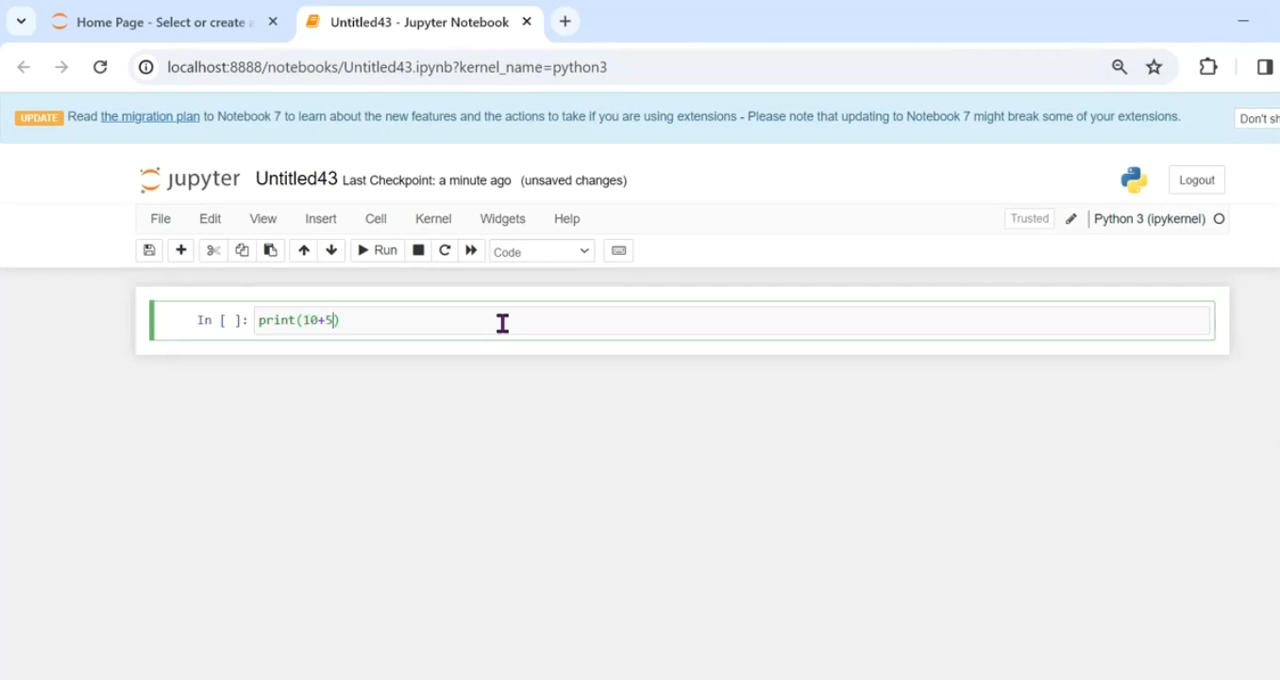 Home Page - Select or create a
Untitled43 - Jupyter Notebook
localhost:8888/notebooks/Untitled43.ipynb?kernel_name=python3
UPDATE Read the migration plan to Notebook 7 to learn about the new features and the actions to take if you are using extensions - Please note that updating to Notebook 7 might break some of your extensions. Don't sh
jupyter Untitled43 Last Checkpoint: a minute ago (unsaved changes) Logout
File Edit View Insert Cell Kernel Widgets Help Trusted Python 3 (ipykernel)
Run Code
In [ ]: print(10+5)